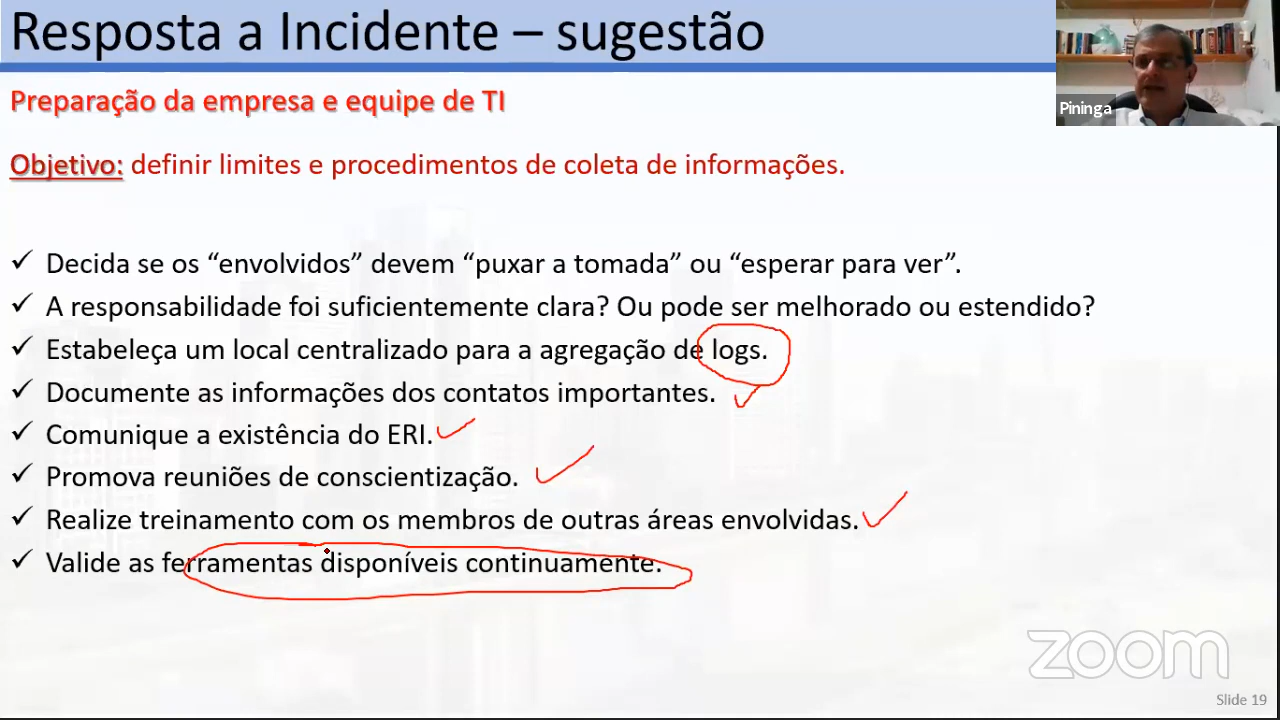 Resposta a Incidente – sugestão
Pininga
Preparação da empresa e equipe de TI
Objetivo: definir limites e procedimentos de coleta de informações.
✓ Decida se os “envolvidos” devem “puxar a tomada” ou “esperar para ver”.
✓ A responsabilidade foi suficientemente clara? Ou pode ser melhorado ou estendido?
✓ Estabeleça um local centralizado para a agregação de logs.
✓ Documente as informações dos contatos importantes.
✓ Comunique a existência do ERI.
✓ Promova reuniões de conscientização.
✓ Realize treinamento com os membros de outras áreas envolvidas.
✓ Valide as ferramentas disponíveis continuamente.
zoom
Slide 19